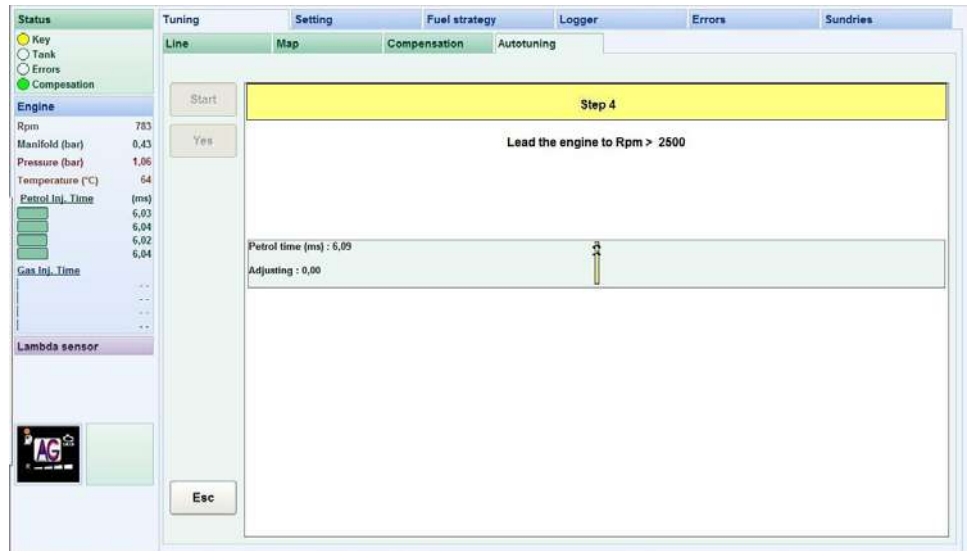 Status
Key
Tank
Errors
Compesation
Engine
Rpm 783
Manifold (bar) 0,43
Pressure (bar) 1,06
Temperature (°C) 64
Petrol Inj. Time (ms)
6,03
6,04
6,02
6,04
Gas Inj. Time
- -
- -
- -
- -
Lambda sensor
AG
Tuning Setting Fuel strategy Logger Errors Sundries
Line Map Compensation Autotuning
Start
Yes
Step 4
Lead the engine to Rpm > 2500
Petrol time (ms) : 6,09
Adjusting : 0,00
Esc